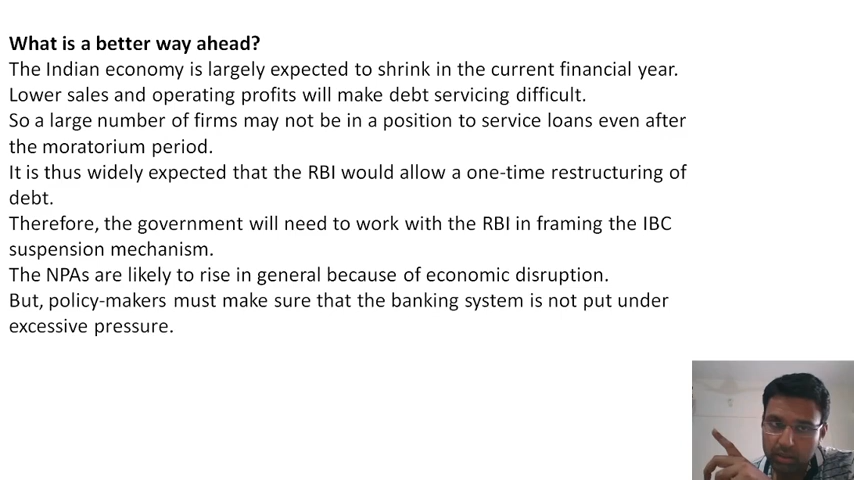 What is a better way ahead?
The Indian economy is largely expected to shrink in the current financial year.
Lower sales and operating profits will make debt servicing difficult.
So a large number of firms may not be in a position to service loans even after
the moratorium period.
It is thus widely expected that the RBI would allow a one-time restructuring of
debt.
Therefore, the government will need to work with the RBI in framing the IBC
suspension mechanism.
The NPAs are likely to rise in general because of economic disruption.
But, policy-makers must make sure that the banking system is not put under
excessive pressure.